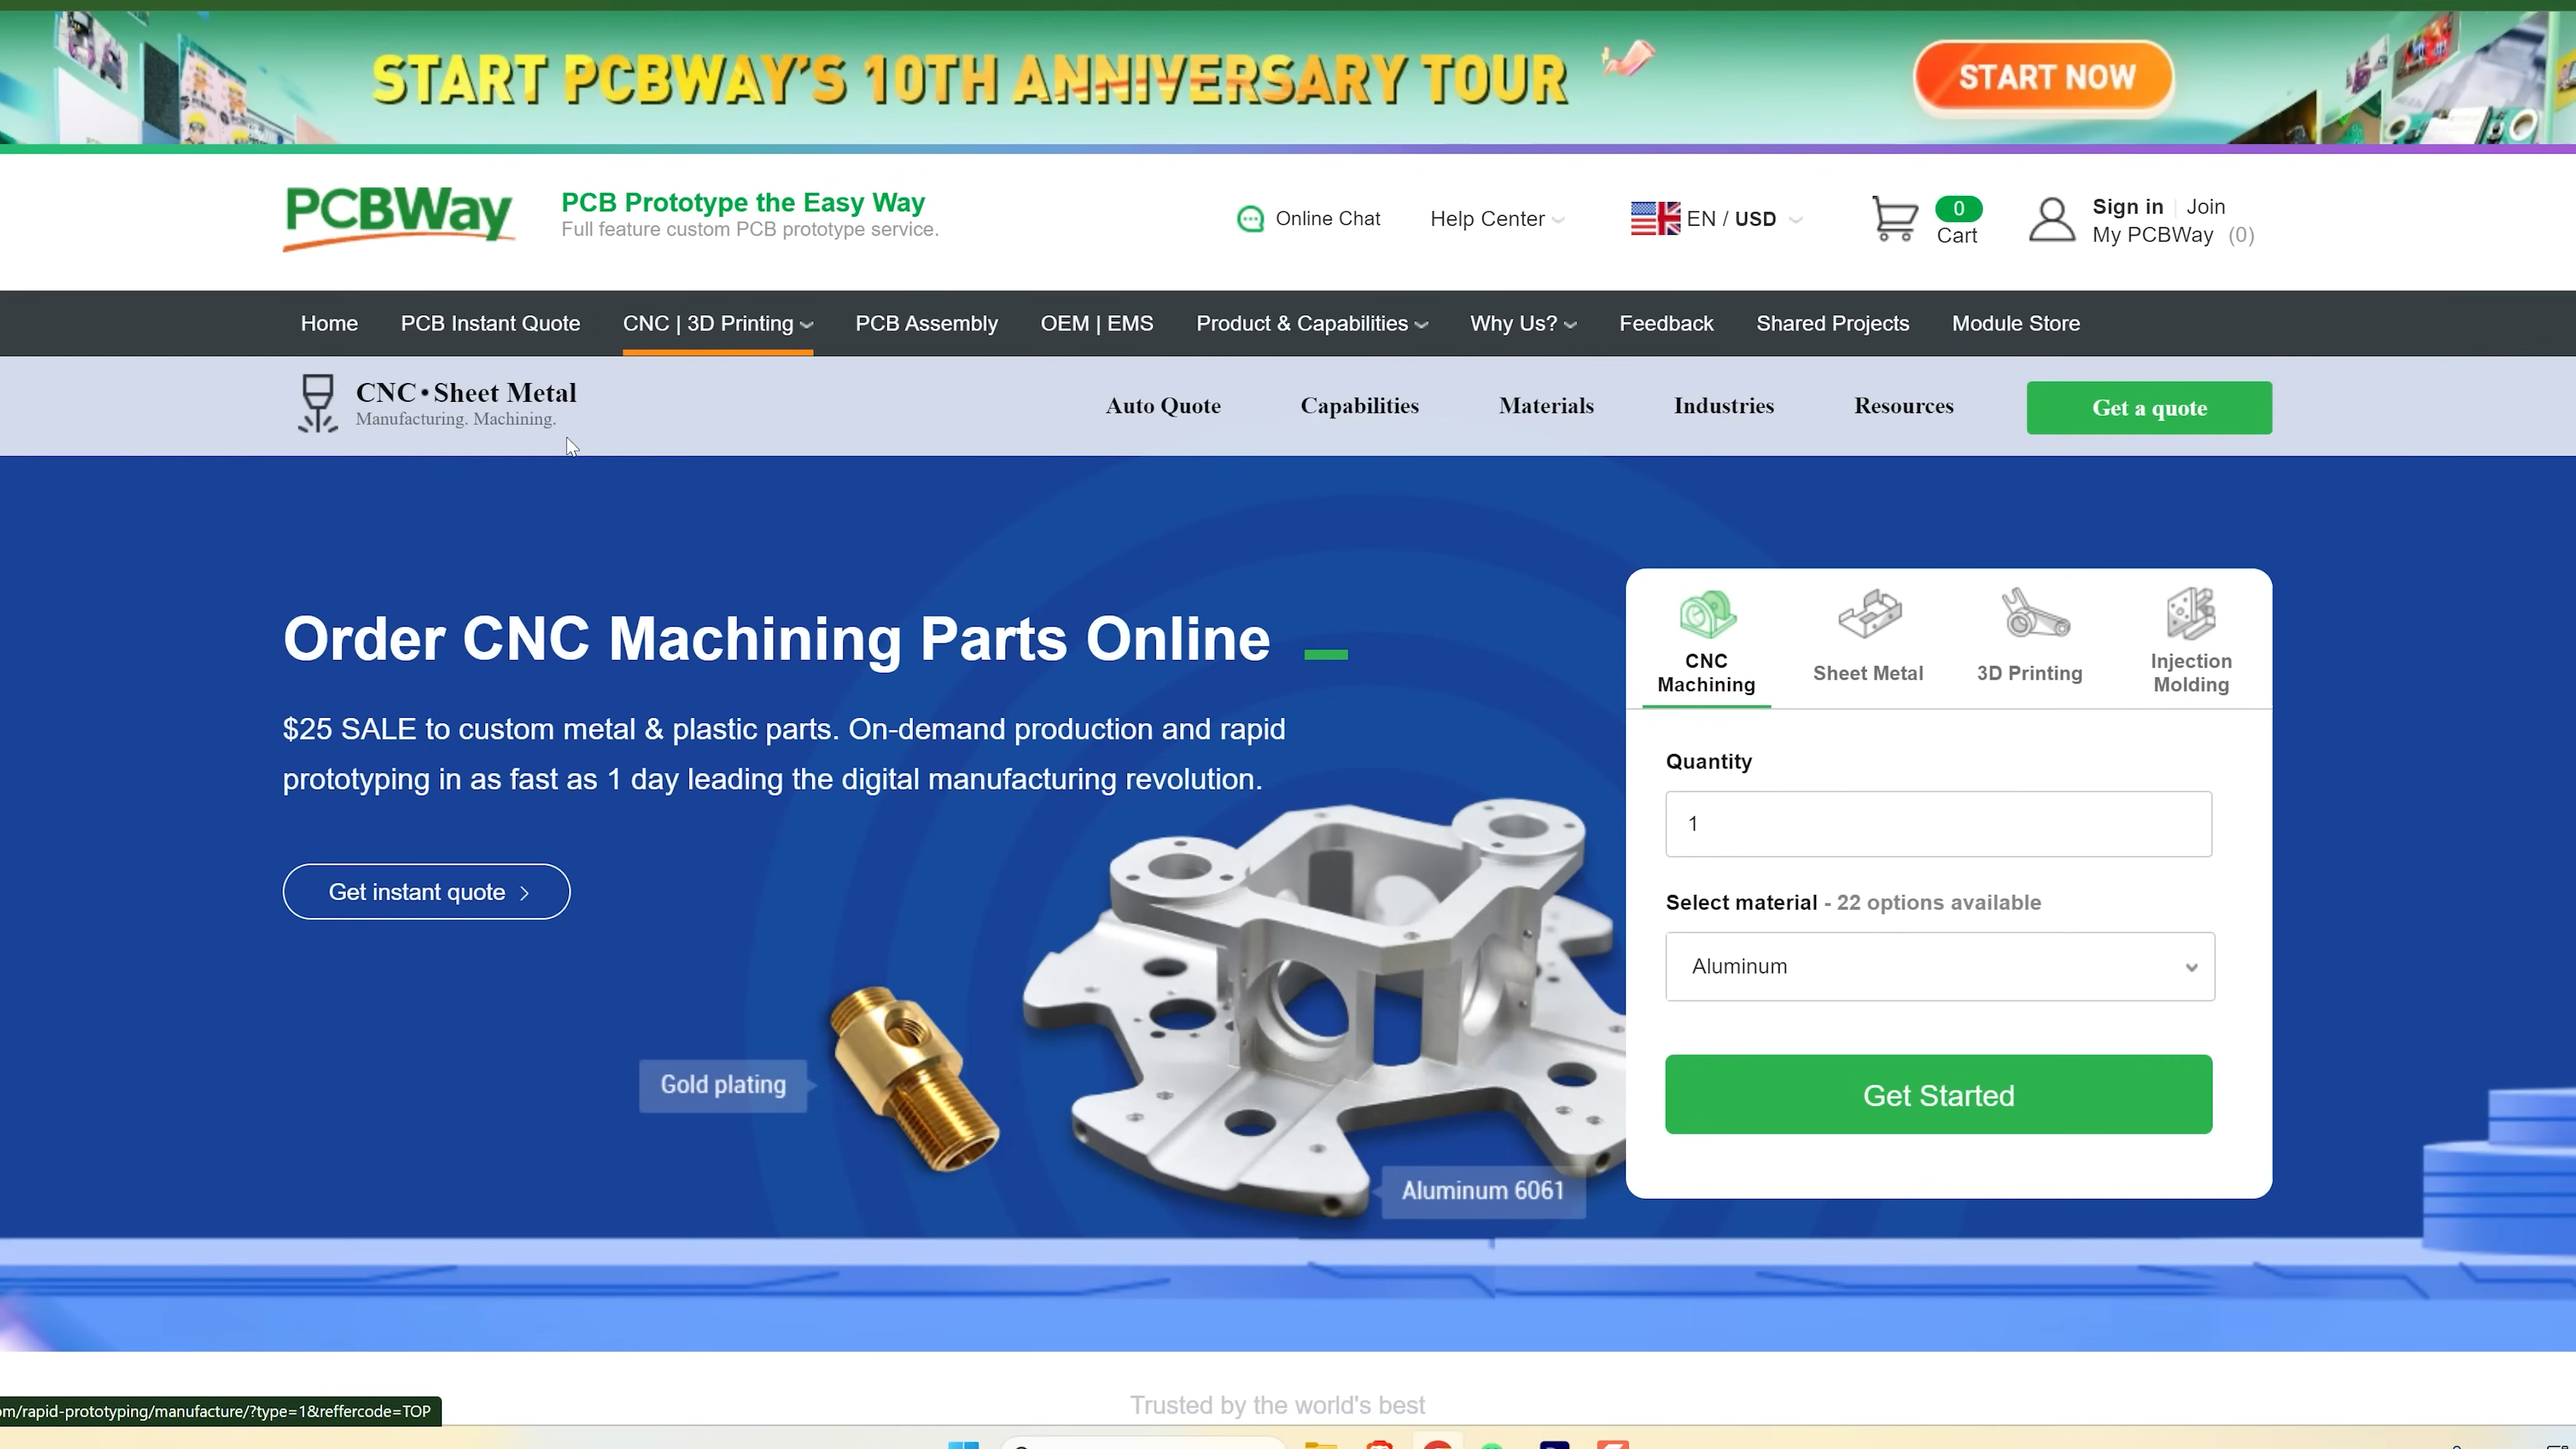 START PCBWAY'S 10TH ANNIVERSARY TOUR
START NOW
PCBWay
PCB Prototype the Easy Way
Full feature custom PCB prototype service.
Online Chat
Help Center
EN / USD
0
Cart
Sign in | Join
My PCBWay (0)
Home
PCB Instant Quote
CNC | 3D Printing
PCB Assembly
OEM | EMS
Product & Capabilities
Why Us?
Feedback
Shared Projects
Module Store
CNC•Sheet Metal
Manufacturing. Machining.
Auto Quote
Capabilities
Materials
Industries
Resources
Get a quote
Order CNC Machining Parts Online
$25 SALE to custom metal & plastic parts. On-demand production and rapid
prototyping in as fast as 1 day leading the digital manufacturing revolution.
Get instant quote >
Gold plating
Aluminum 6061
CNC
Machining
Sheet Metal
3D Printing
Injection
Molding
Quantity
1
Select material - 22 options available
Aluminum
Get Started
Trusted by the world's best
om/rapid-prototyping/manufacture/?type=1&reffercode=TOP